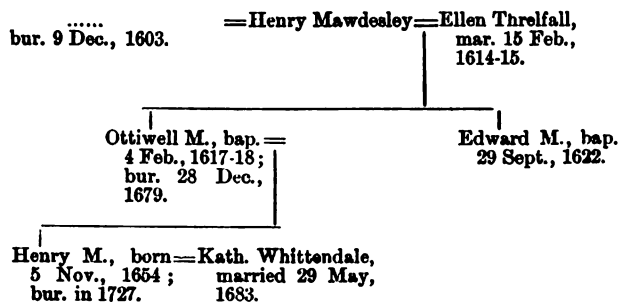 ......
bur. 9 Dec., 1603.
=Henry Mawdesley=Ellen Threlfall,
mar. 15 Feb.,
1614-15.
Ottiwell M., bap.=
4 Feb., 1617-18;
bur. 28 Dec.,
1679.
Edward M., bap.
29 Sept., 1622.
Henry M., born=Kath. Whittendale,
5 Nov., 1654;
bur. in 1727.
married 29 May,
1683.